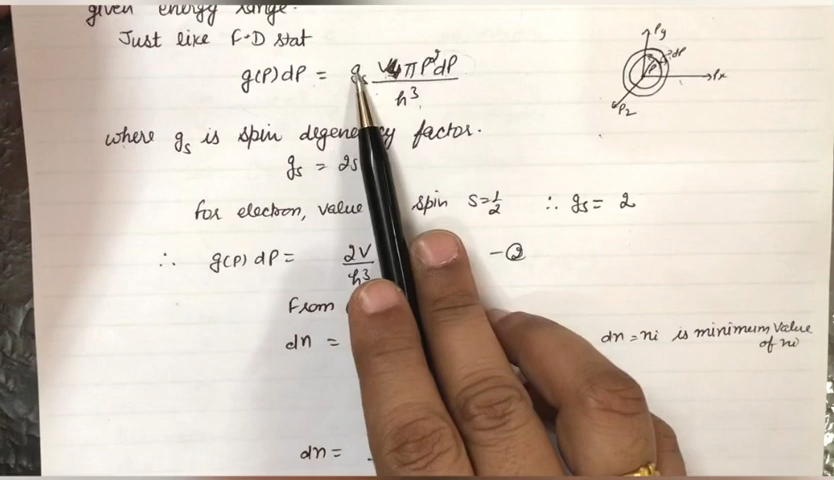 given energy range.
Just like F·D stat
g(P)dP = gs V4πP²dP / h³
where gs is spin degenency factor.
gs = 2s
for electron, value spin s=1/2 ∴ gs = 2
∴ g(P) dP = 2V / h³ -②
From
dn = dn = ni is minimum value of ni
dn =
Py
dP
P
Px
Pz